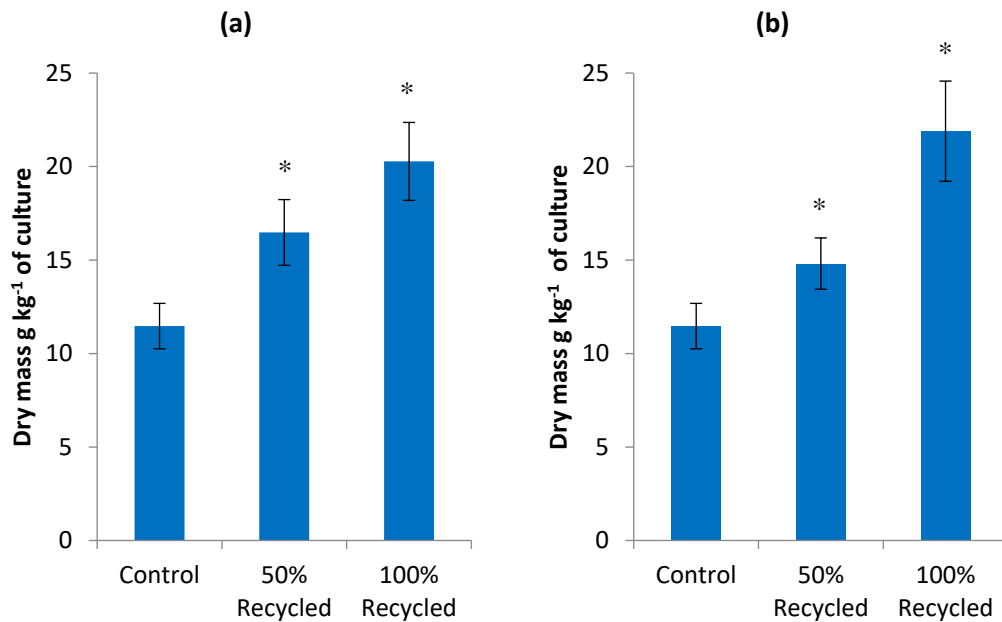 (a)
Dry mass g kg⁻¹ of culture
25
20
15
10
5
0
*
*
Control
50%
Recycled
100%
Recycled
(b)
Dry mass g kg⁻¹ of culture
25
20
15
10
5
0
*
*
Control
50%
Recycled
100%
Recycled